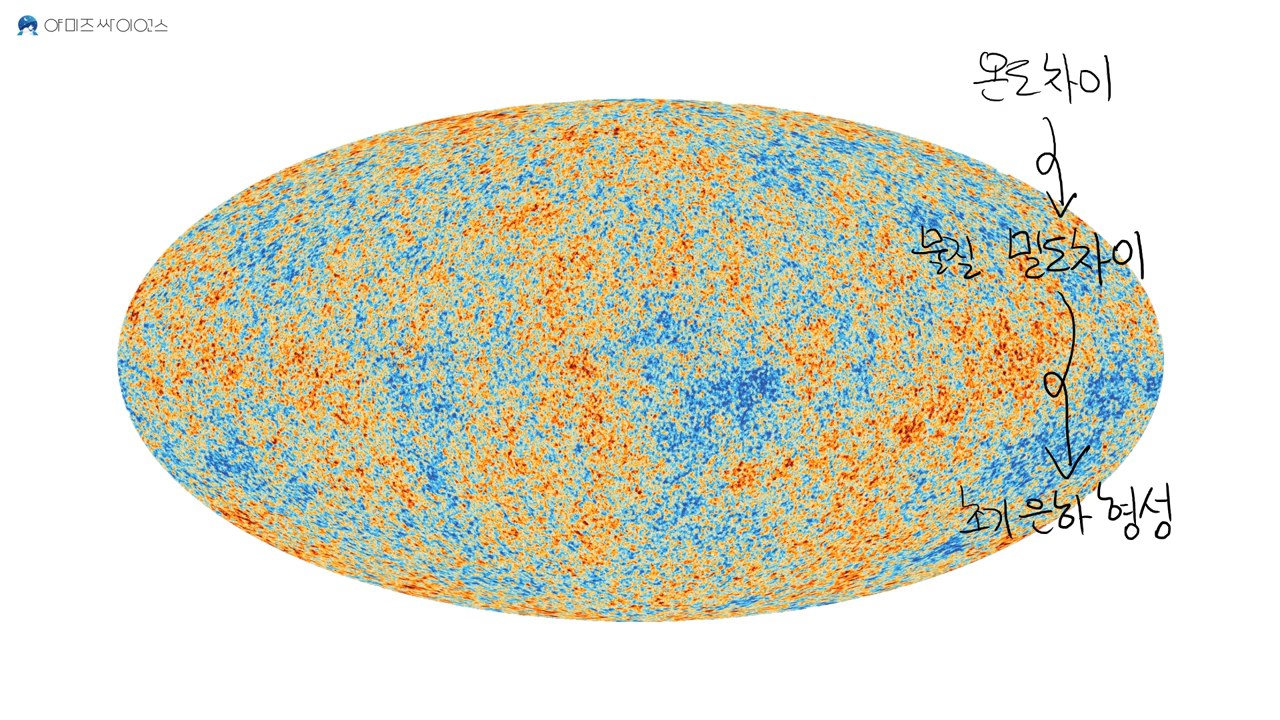 야미즈 싸이언스
온도차이
물질 밀도차이
초기 은하 형성